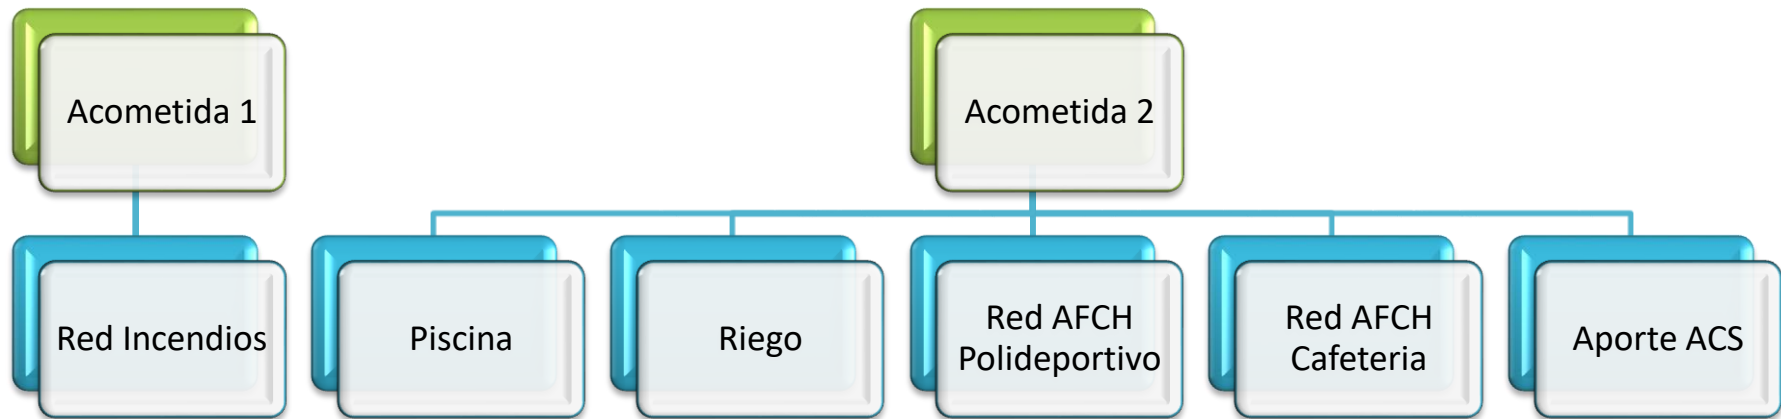 Acometida 1
Acometida 2
Red Incendios
Piscina
Riego
Red AFCH
Polideportivo
Red AFCH
Cafeteria
Aporte ACS